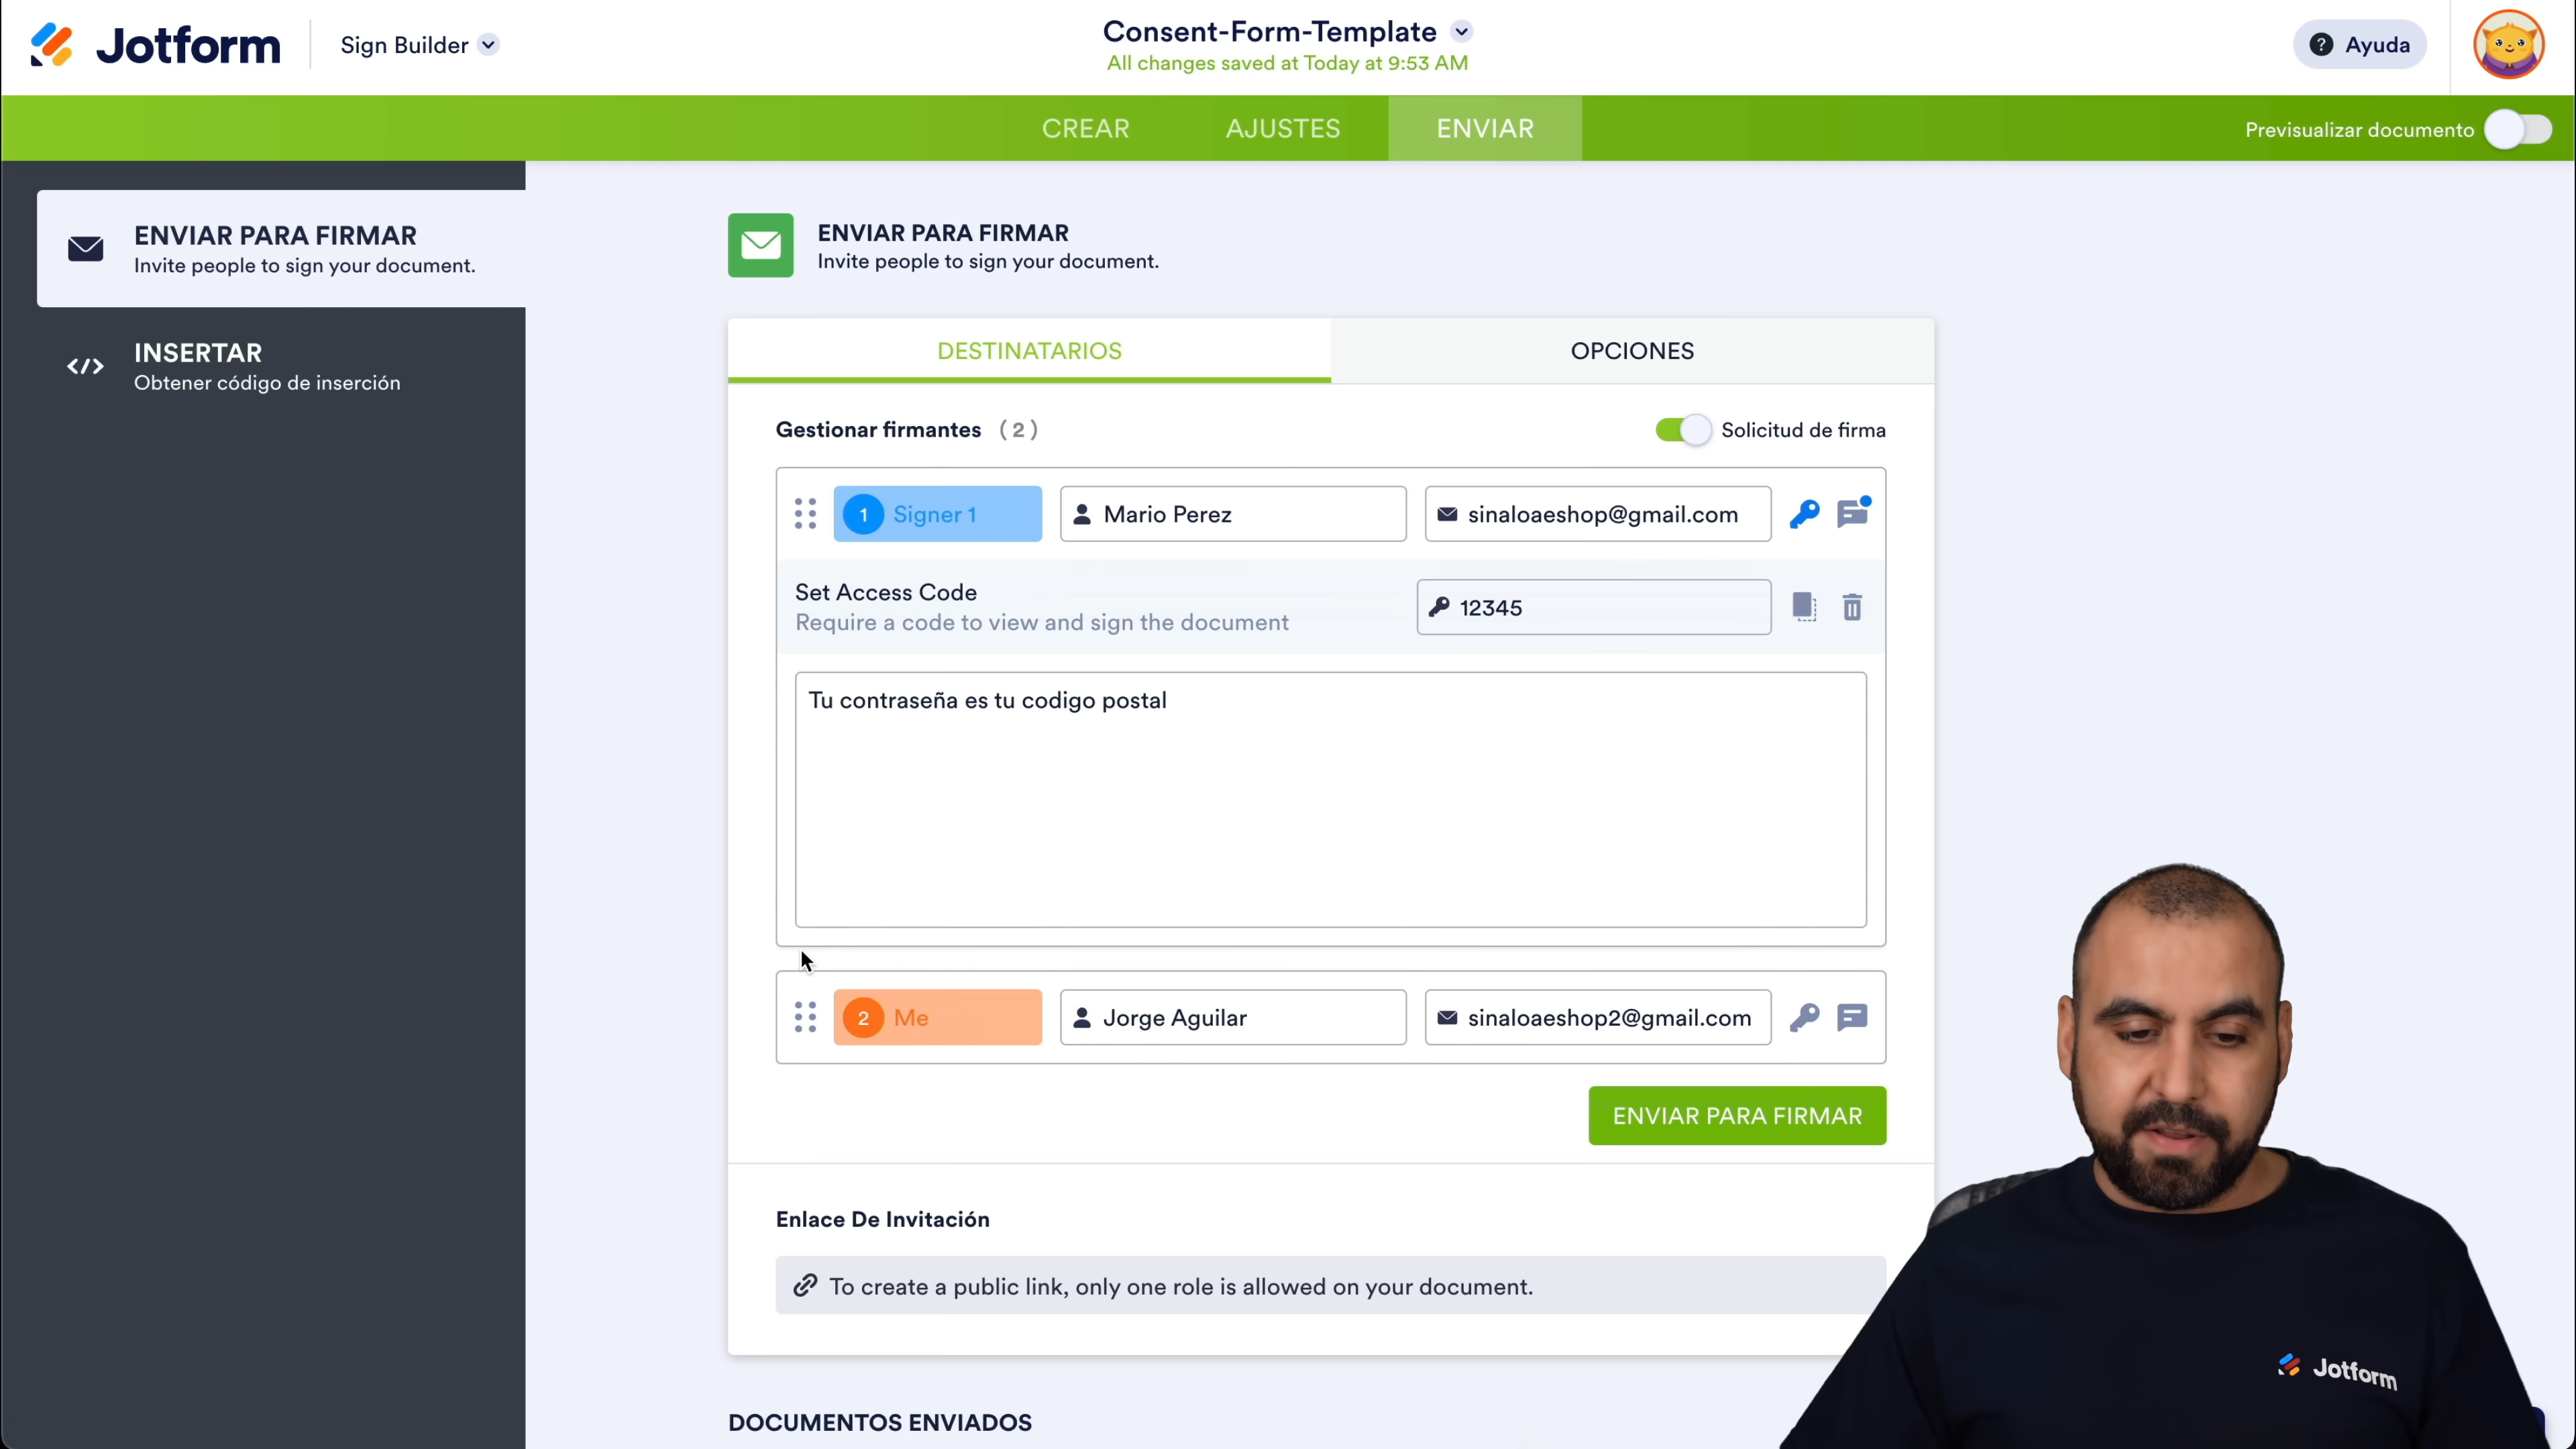 Jotform
Sign Builder
Consent-Form-Template
All changes saved at Today at 9:53 AM
? Ayuda
CREAR
AJUSTES
ENVIAR
Previsualizar documento
ENVIAR PARA FIRMAR
Invite people to sign your document.
INSERTAR
Obtener código de inserción
ENVIAR PARA FIRMAR
Invite people to sign your document.
DESTINATARIOS
OPCIONES
Gestionar firmantes (2)
Solicitud de firma
1 Signer 1
Mario Perez
sinaloaeshop@gmail.com
Set Access Code
Require a code to view and sign the document
12345
Tu contraseña es tu codigo postal
2 Me
Jorge Aguilar
sinaloaeshop2@gmail.com
ENVIAR PARA FIRMAR
Enlace De Invitación
To create a public link, only one role is allowed on your document.
Jotform
DOCUMENTOS ENVIADOS